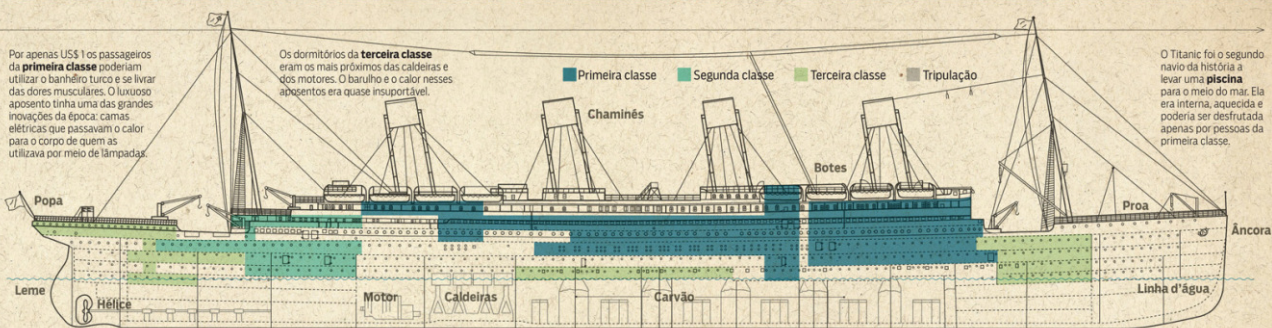 Por apenas US$ 1 os passageiros
da primeira classe poderiam
utilizar o banheiro turco e se livrar
das dores musculares. O luxuoso
aposento tinha uma das grandes
inovações da época: camas
elétricas que passavam o calor
para o corpo de quem as
utilizava por meio de lâmpadas.
Os dormitórios da terceira classe
eram os mais próximos das caldeiras e
dos motores. O barulho e o calor nesses
aposentos era quase insuportável.
Primeira classe
Segunda classe
Terceira classe
Tripulação
O Titanic foi o segundo
navio da história a
levar uma piscina
para o meio do mar. Ela
era interna, aquecida e
poderia ser desfrutada
apenas por pessoas da
primeira classe.
Chaminés
Botes
Popa
Proa
Âncora
Leme
Hélice
Motor
Caldeiras
Carvão
Linha d'água